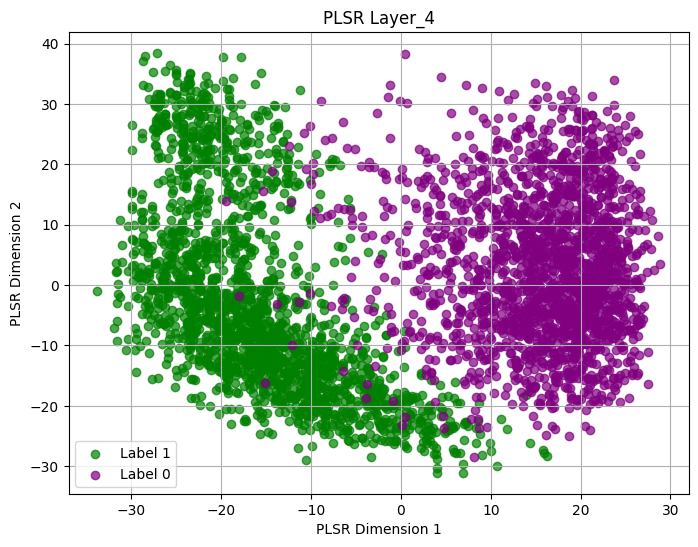 PLSR Layer_4
40
30
20
10
0
−10
−20
−30
PLSR Dimension 2
Label 1
Label 0
−30 −20 −10 0 10 20 30
PLSR Dimension 1